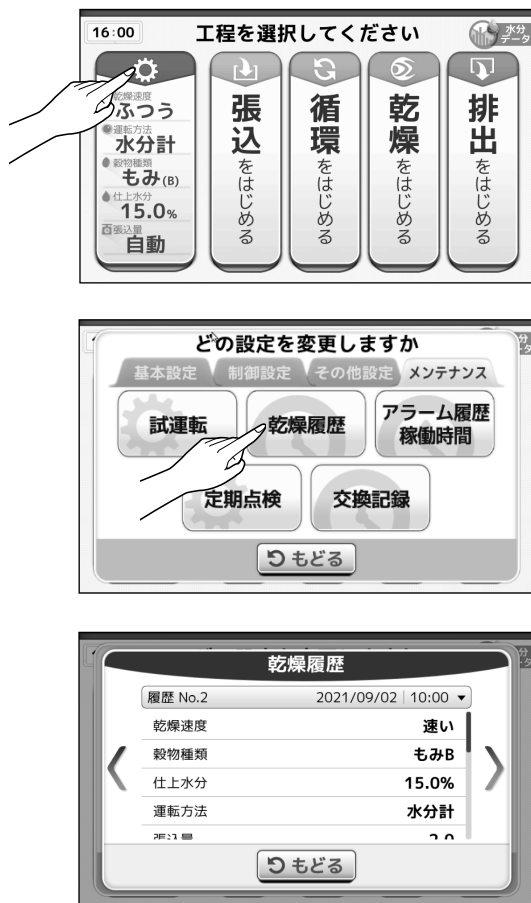 16:00
工程を選択してください
水分
データ
乾燥速度
ふつう
運転方法
水分計
穀物種類
もみ(B)
仕上水分
15.0%
張込量
自動
張込をはじめる
循環をはじめる
乾燥をはじめる
排出をはじめる
どの設定を変更しますか
基本設定
制御設定
その他設定
メンテナンス
試運転
乾燥履歴
アラーム履歴
稼働時間
定期点検
交換記録
もどる
乾燥履歴
履歴 No.2
2021/09/02 | 10:00
乾燥速度
速い
穀物種類
もみB
仕上水分
15.0%
運転方法
水分計
もどる